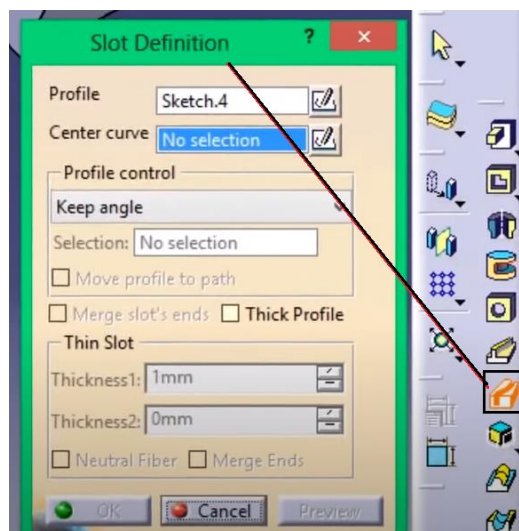 Slot Definition ? ×
Profile Sketch.4
Center curve No selection
Profile control
Keep angle
Selection: No selection
Move profile to path
Merge slot's ends Thick Profile
Thin Slot
Thickness1: 1mm
Thickness2: 0mm
Neutral Fiber Merge Ends
OK Cancel Preview